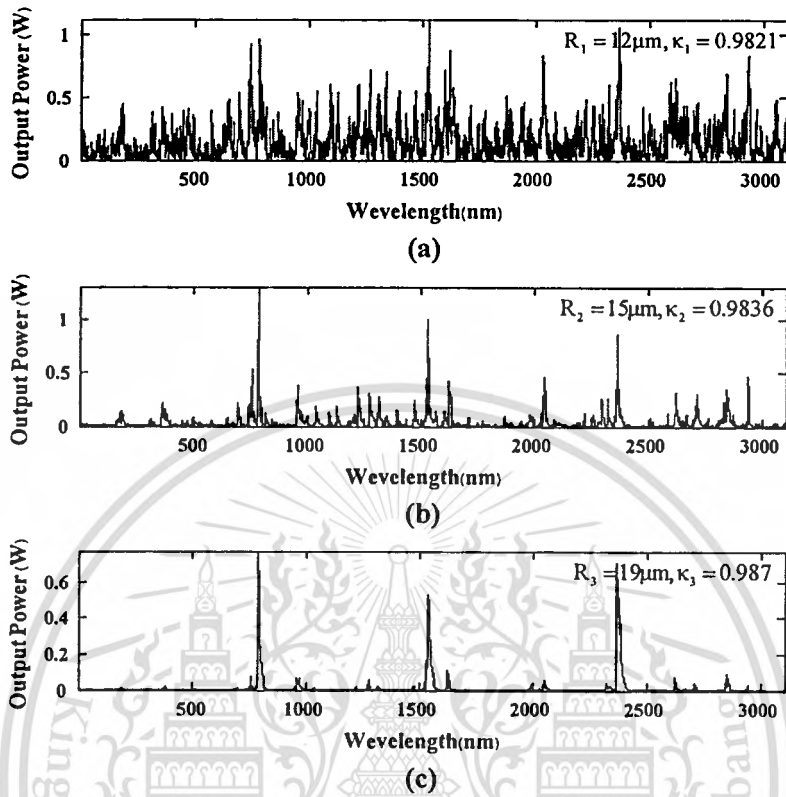 Output Power (W)
1
0.5
0
R₁ = 12μm, κ₁ = 0.9821
500 1000 1500 2000 2500 3000
Wevelength(nm)
(a)
Output Power (W)
1
0.5
0
R₂ = 15μm, κ₂ = 0.9836
500 1000 1500 2000 2500 3000
Wevelength(nm)
(b)
Output Power (W)
0.6
0.4
0.2
0
R₃ = 19μm, κ₃ = 0.987
500 1000 1500 2000 2500 3000
Wevelength(nm)
(c)
King